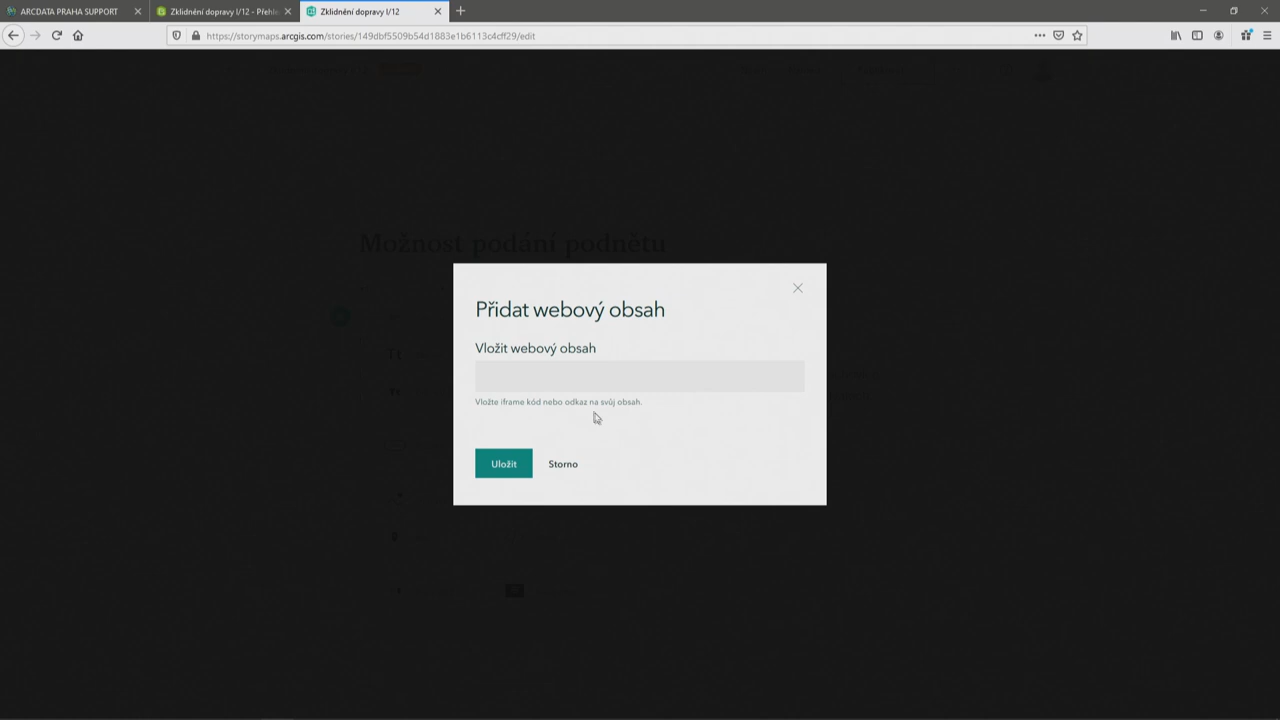 ARCDATA PRAHA SUPPORT
Zklidnění dopravy I/12 - Přehle
Zklidnění dopravy I/12
https://storymaps.arcgis.com/stories/149dbf5509b54d1883e1b6113c4cff29/edit
Možnost podání podnětu
Přidat webový obsah
Vložit webový obsah
Vložte iframe kód nebo odkaz na svůj obsah.
Uložit
Storno
Tt